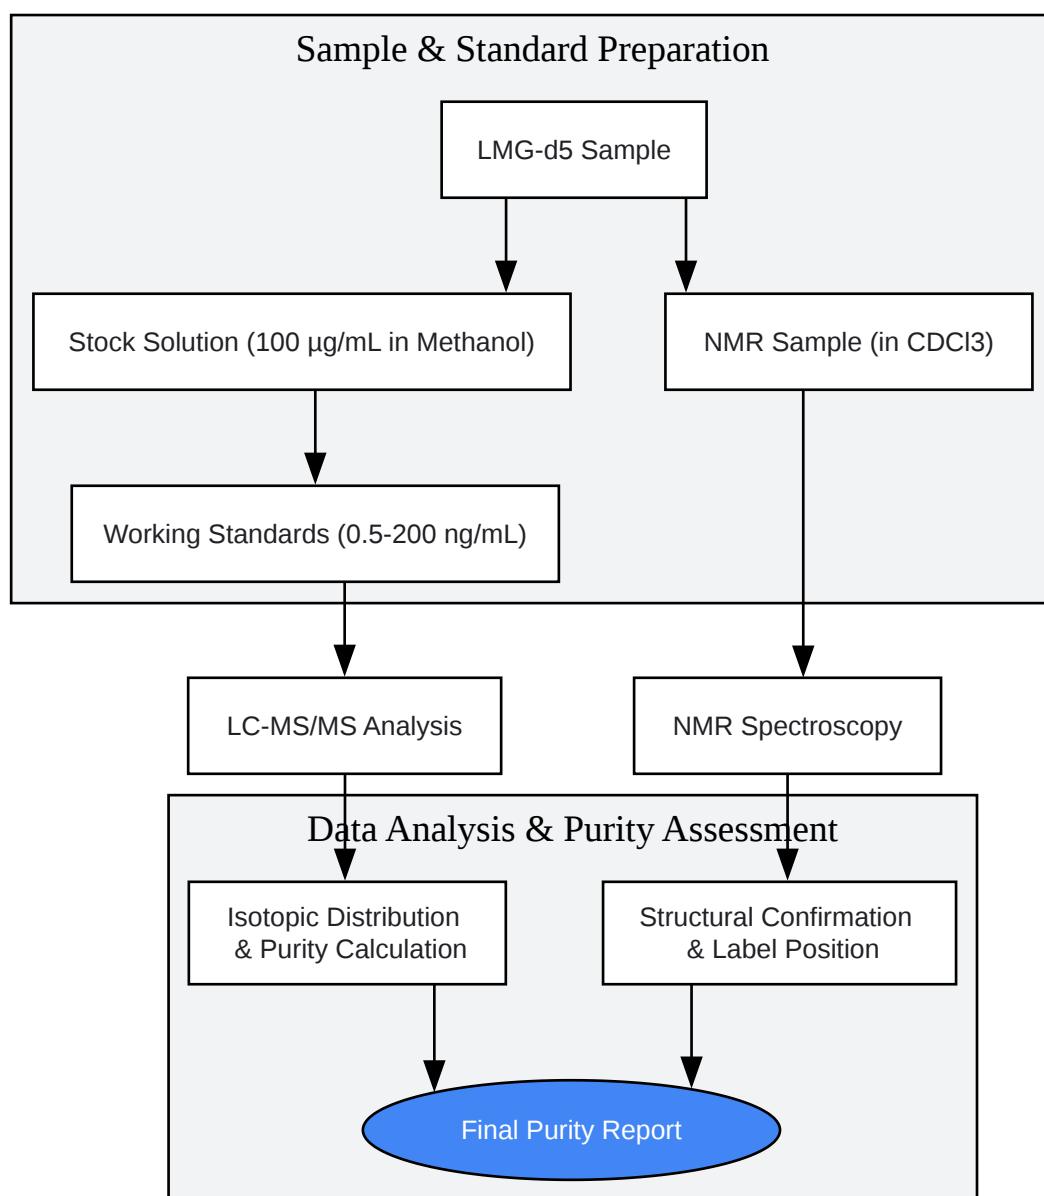 Sample & Standard Preparation
LMG-d5 Sample
Stock Solution (100 µg/mL in Methanol)
NMR Sample (in CDCl3)
Working Standards (0.5-200 ng/mL)
LC-MS/MS Analysis
NMR Spectroscopy
Data Analysis & Purity Assessment
Isotopic Distribution
& Purity Calculation
Structural Confirmation
& Label Position
Final Purity Report